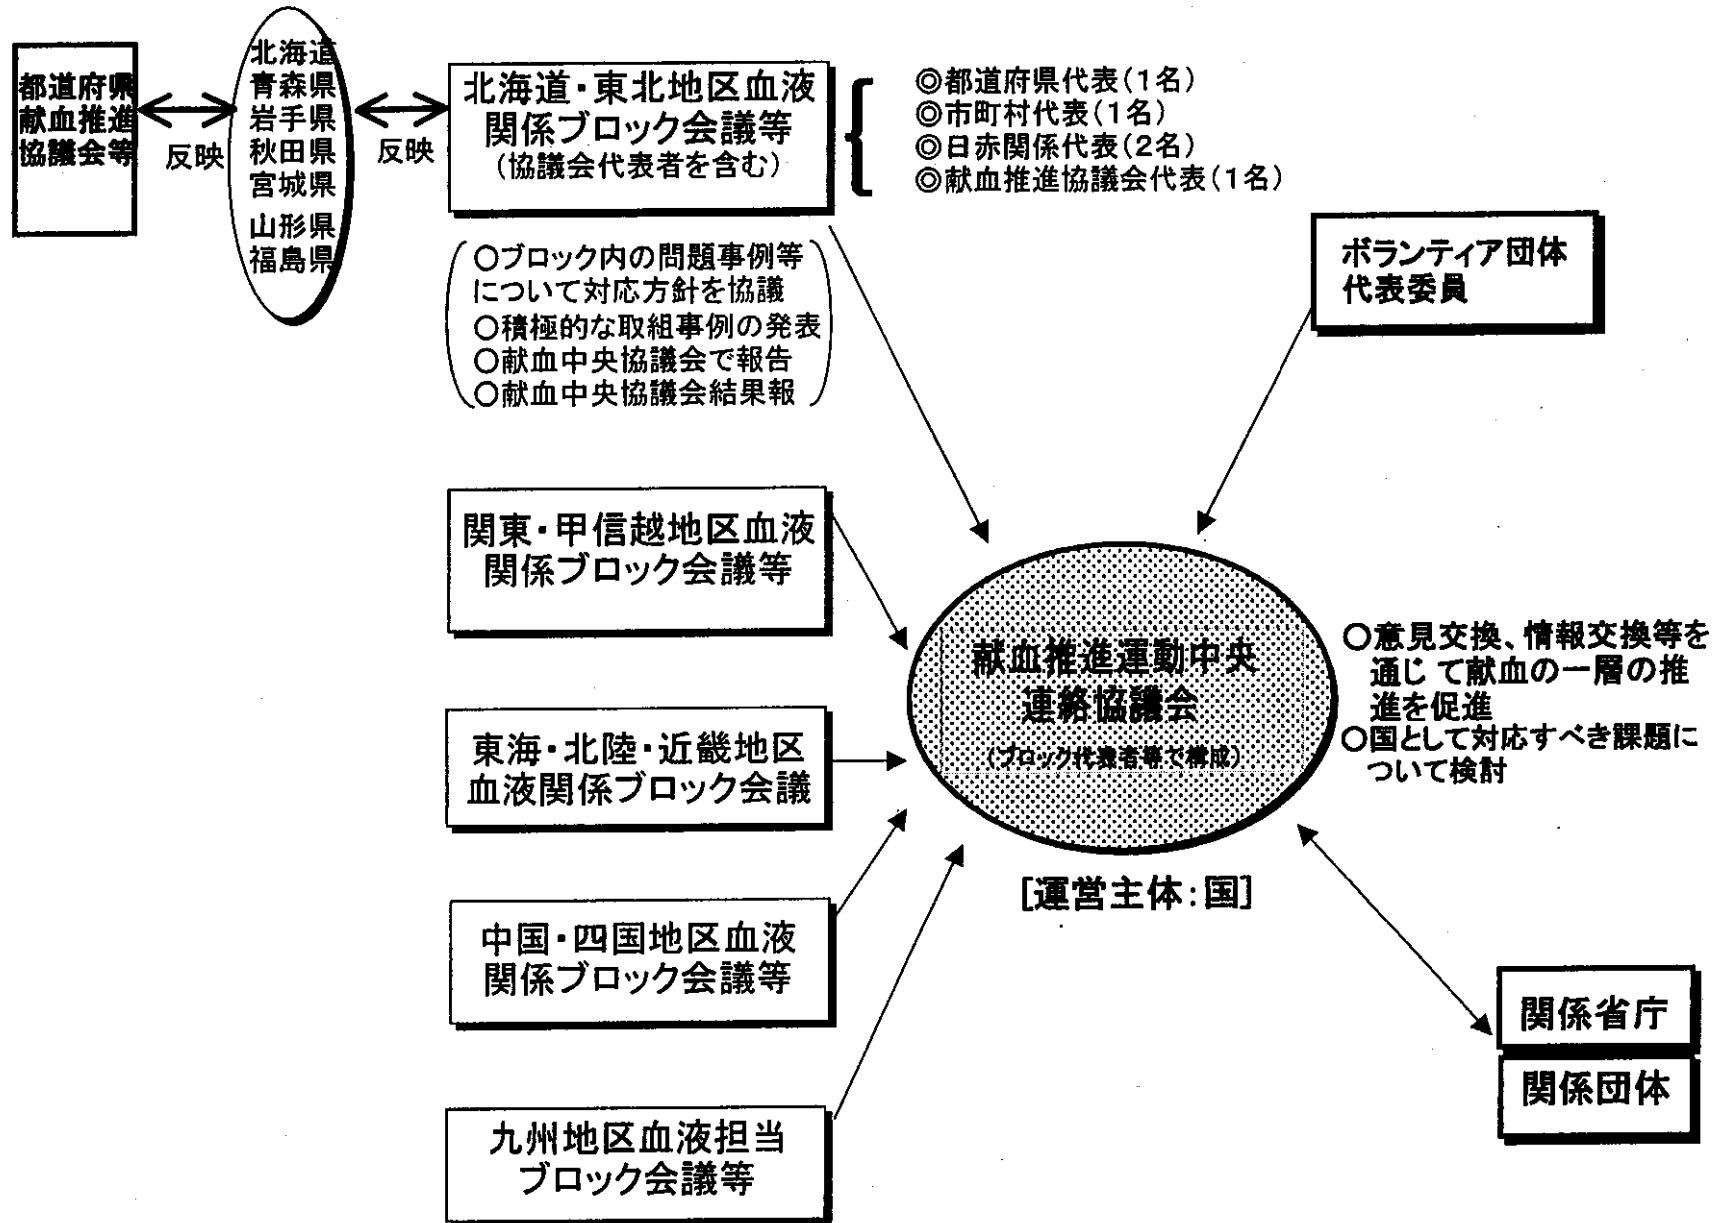 都道府県
献血推進
協議会等
反映
北海道
青森県
岩手県
秋田県
宮城県
山形県
福島県
反映
北海道・東北地区血液
関係ブロック会議等
(協議会代表者を含む)
◎都道府県代表(1名)
◎市町村代表(1名)
◎日赤関係代表(2名)
◎献血推進協議会代表(1名)
○ブロック内の問題事例等
について対応方針を協議
○積極的な取組事例の発表
○献血中央協議会で報告
○献血中央協議会結果報
ボランティア団体
代表委員
関東・甲信越地区血液
関係ブロック会議等
東海・北陸・近畿地区
血液関係ブロック会議
中国・四国地区血液
関係ブロック会議等
九州地区血液担当
ブロック会議等
献血推進運動中央
連絡協議会
(ブロック代表者等で構成)
[運営主体:国]
○意見交換、情報交換等を
通じて献血の一層の推
進を促進
○国として対応すべき課題に
ついて検討
関係省庁
関係団体